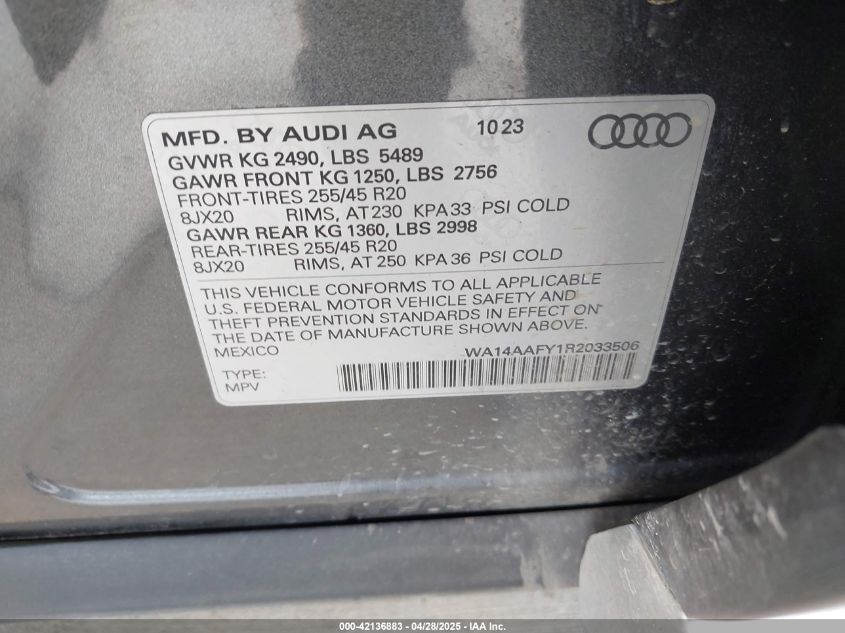 MFD. BY AUDI AG 10 23
GVWR KG 2490, LBS 5489
GAWR FRONT KG 1250, LBS 2756
FRONT-TIRES 255/45 R20
8JX20 RIMS, AT 230 KPA 33 PSI COLD
GAWR REAR KG 1360, LBS 2998
REAR-TIRES 255/45 R20
8JX20 RIMS, AT 250 KPA 36 PSI COLD
THIS VEHICLE CONFORMS TO ALL APPLICABLE
U.S. FEDERAL MOTOR VEHICLE SAFETY AND
THEFT PREVENTION STANDARDS IN EFFECT ON
THE DATE OF MANUFACTURE SHOWN ABOVE.
MEXICO WA14AAFY1R2033506
TYPE:
MPV
000-42136883 - 04/28/2025 - IAA Inc.